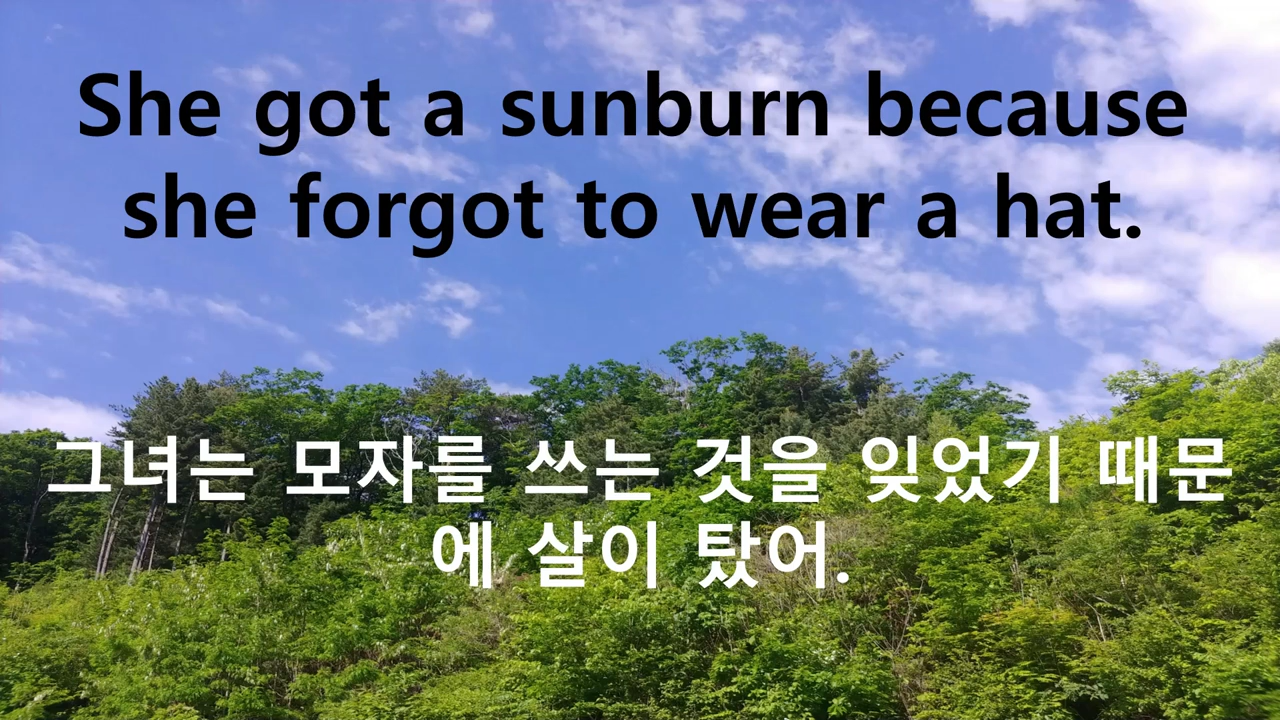 She got a sunburn because
she forgot to wear a hat.
그녀는 모자를 쓰는 것을 잊었기 때문
에 살이 탔어.